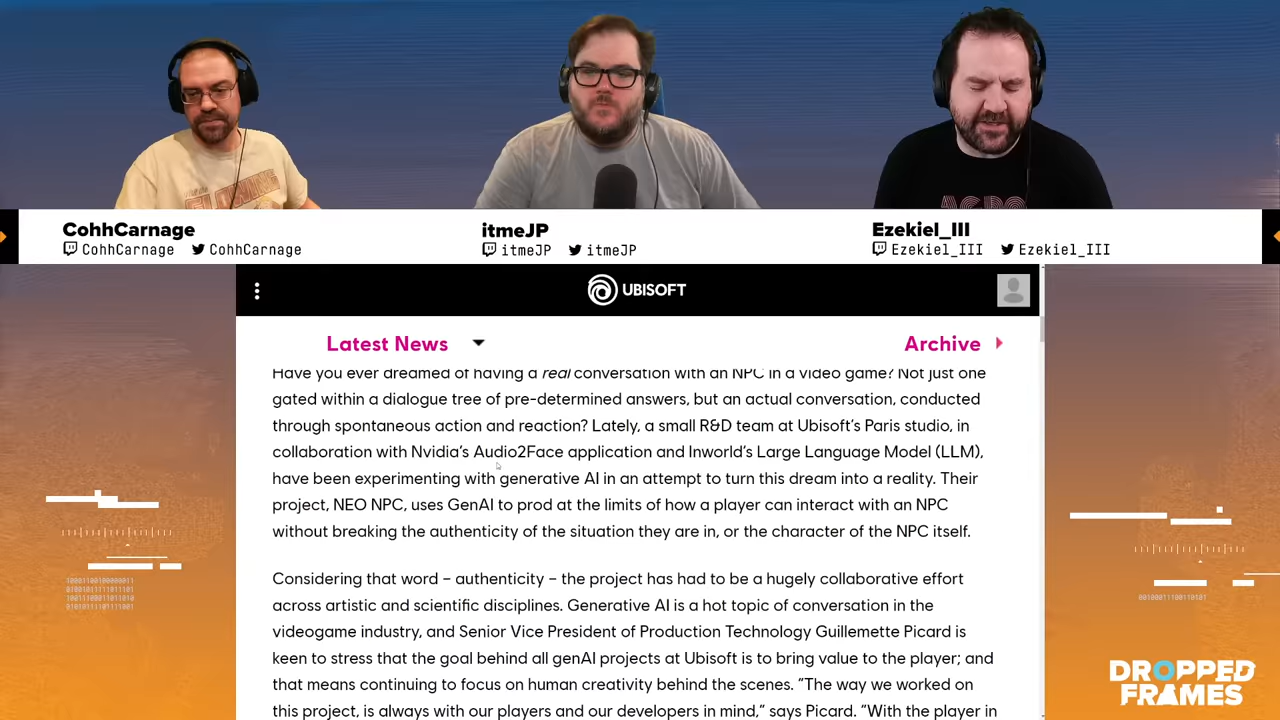 CohhCarnage
CohhCarnage CohhCarnage
itmeJP
itmeJP itmeJP
Ezekiel_III
Ezekiel_III Ezekiel_III
UBISOFT
Latest News
Archive
Have you ever dreamed of having a real conversation with an NPC in a video game? Not just one
gated within a dialogue tree of pre-determined answers, but an actual conversation, conducted
through spontaneous action and reaction? Lately, a small R&D team at Ubisoft's Paris studio, in
collaboration with Nvidia's Audio2Face application and Inworld's Large Language Model (LLM),
have been experimenting with generative AI in an attempt to turn this dream into a reality. Their
project, NEO NPC, uses GenAI to prod at the limits of how a player can interact with an NPC
without breaking the authenticity of the situation they are in, or the character of the NPC itself.
Considering that word – authenticity – the project has had to be a hugely collaborative effort
across artistic and scientific disciplines. Generative AI is a hot topic of conversation in the
videogame industry, and Senior Vice President of Production Technology Guillemette Picard is
keen to stress that the goal behind all genAI projects at Ubisoft is to bring value to the player; and
that means continuing to focus on human creativity behind the scenes. "The way we worked on
this project, is always with our players and our developers in mind," says Picard. "With the player in
DROPPED
FRAMES